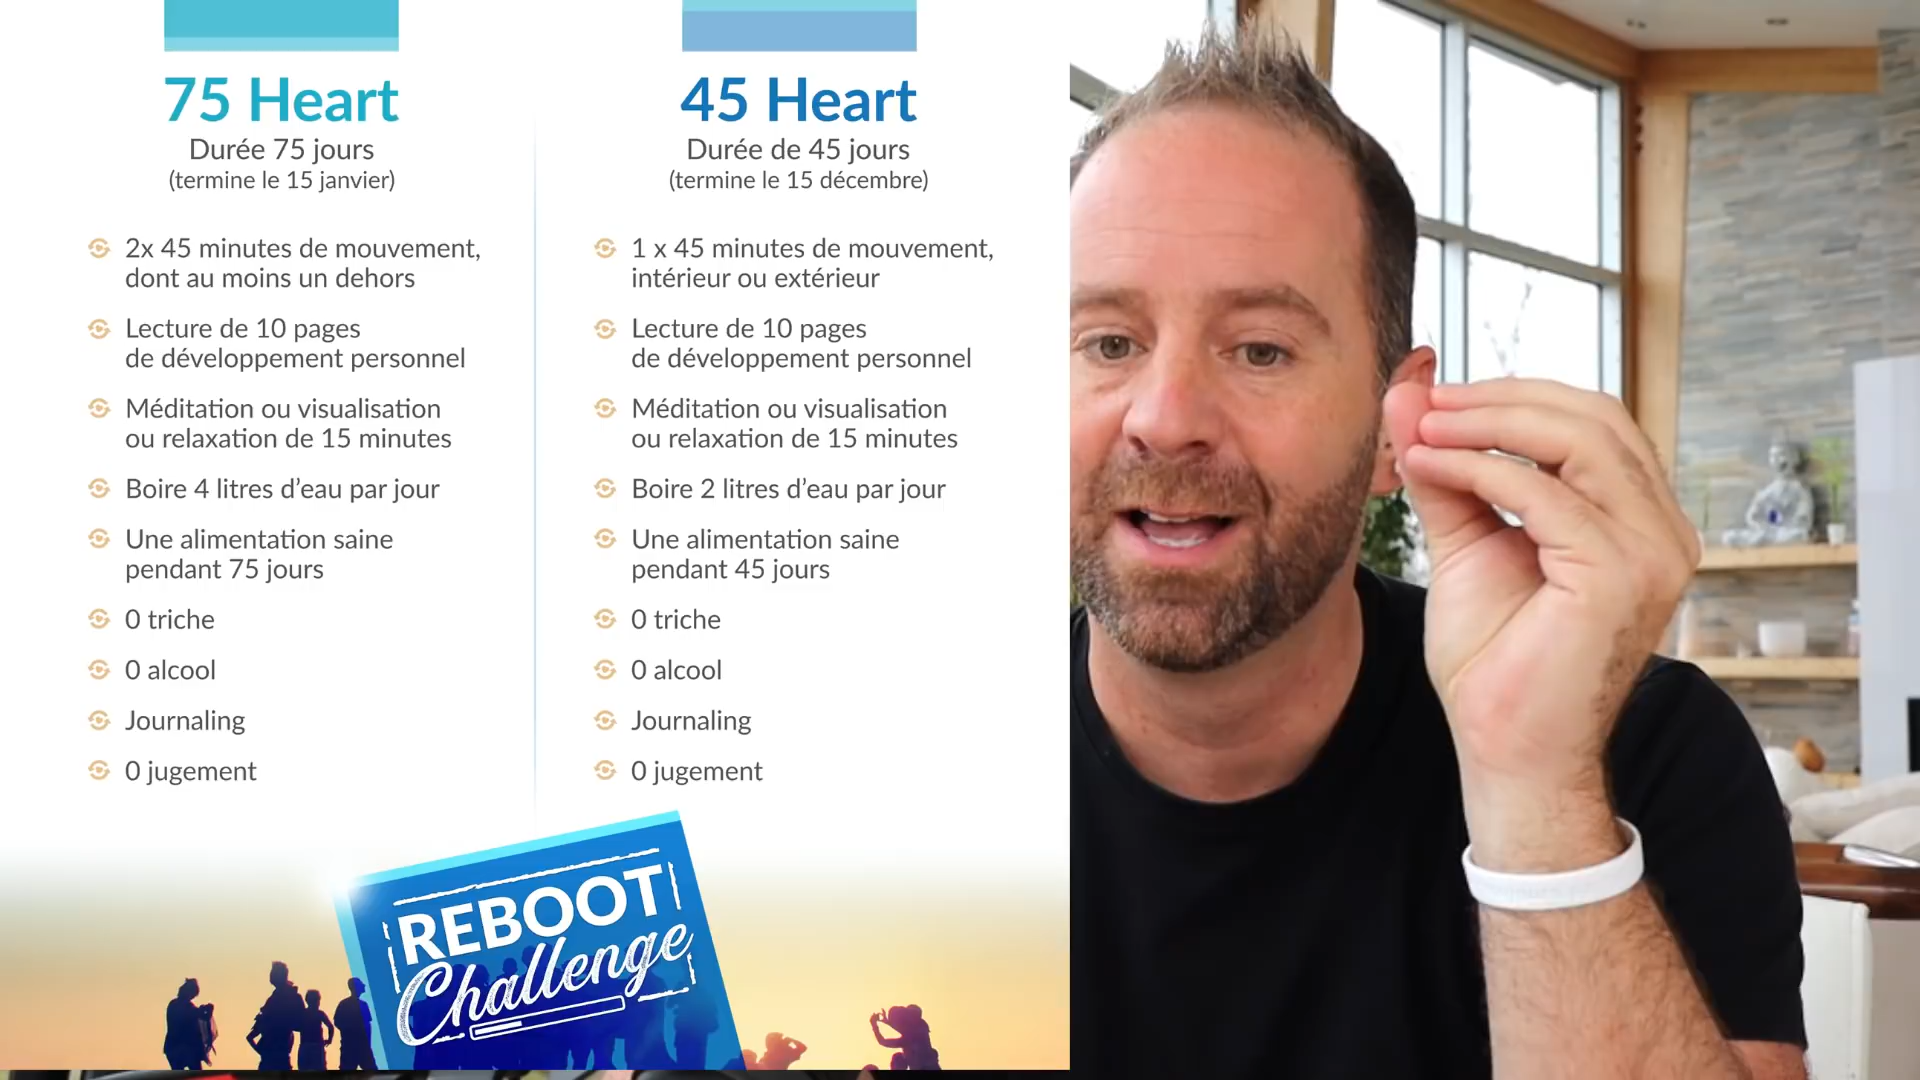 75 Heart
Durée 75 jours
(termine le 15 janvier)
2x 45 minutes de mouvement,
dont au moins un dehors
Lecture de 10 pages
de développement personnel
Méditation ou visualisation
ou relaxation de 15 minutes
Boire 4 litres d’eau par jour
Une alimentation saine
pendant 75 jours
0 triche
0 alcool
Journaling
0 jugement
45 Heart
Durée de 45 jours
(termine le 15 décembre)
1 x 45 minutes de mouvement,
intérieur ou extérieur
Lecture de 10 pages
de développement personnel
Méditation ou visualisation
ou relaxation de 15 minutes
Boire 2 litres d’eau par jour
Une alimentation saine
pendant 45 jours
0 triche
0 alcool
Journaling
0 jugement
REBOOT
Challenge